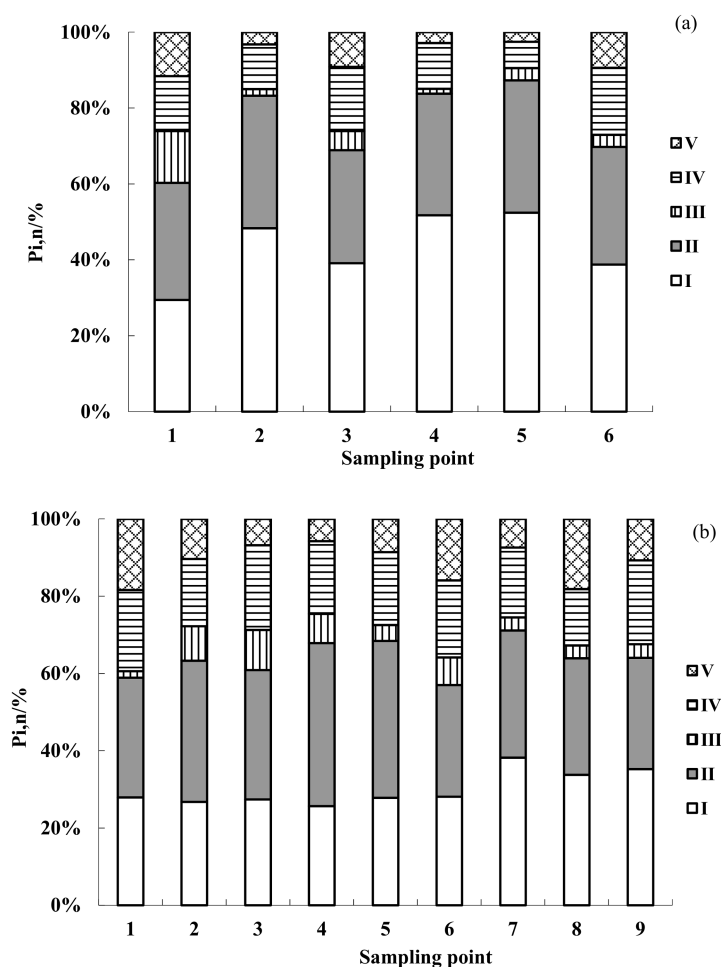 (a)
100%
80%
60%
40%
20%
0%
Pi,n/%
1 2 3 4 5 6
Sampling point
V
IV
III
II
I
(b)
100%
80%
60%
40%
20%
0%
Pi,n/%
1 2 3 4 5 6 7 8 9
Sampling point
V
IV
III
II
I